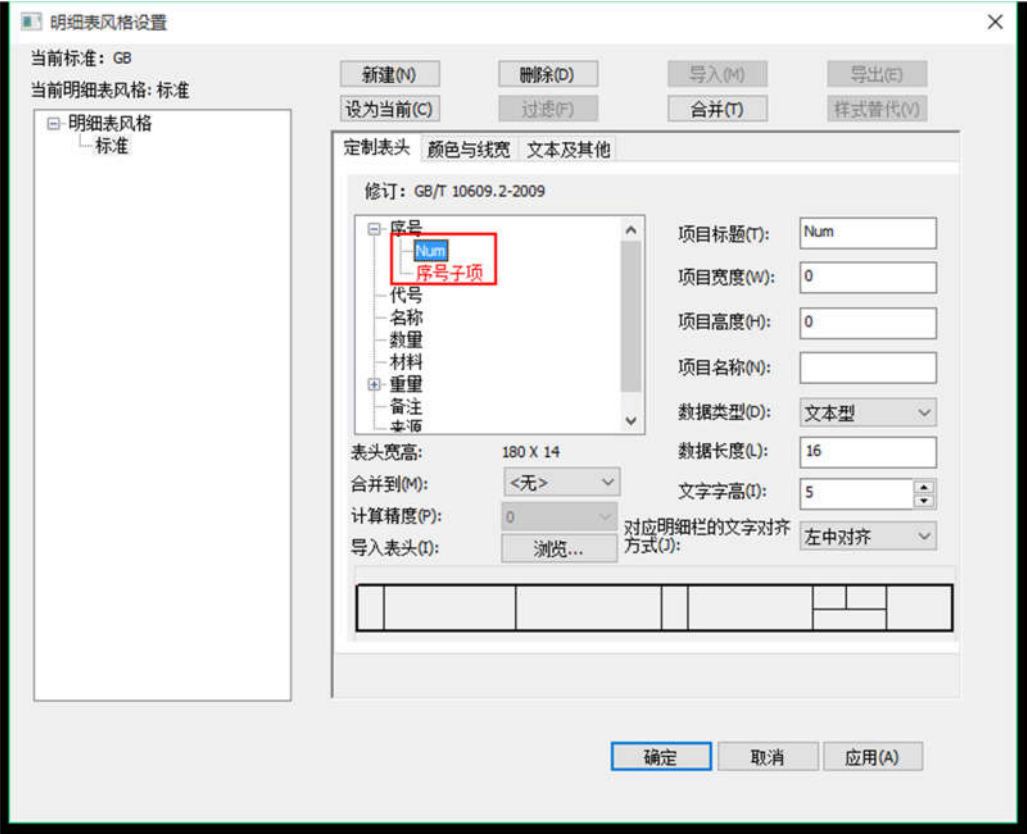 明细表风格设置
当前标准: GB
当前明细表风格: 标准
明细表风格
标准
新建(N)
删除(D)
导入(M)
导出(E)
设为当前(C)
过滤(F)
合并(T)
样式替代(V)
定制表头
颜色与线宽
文本及其他
修订: GB/T 10609.2-2009
序号
Num
序号子项
代号
名称
数量
材料
重量
备注
来源
项目标题(T): Num
项目宽度(W): 0
项目高度(H): 0
项目名称(N):
数据类型(D): 文本型
数据长度(L): 16
文字字高(I): 5
对应明细栏的文字对齐
方式(J): 左中对齐
表头宽高: 180 X 14
合并到(M): <无>
计算精度(P): 0
导入表头(I): 浏览...
确定
取消
应用(A)